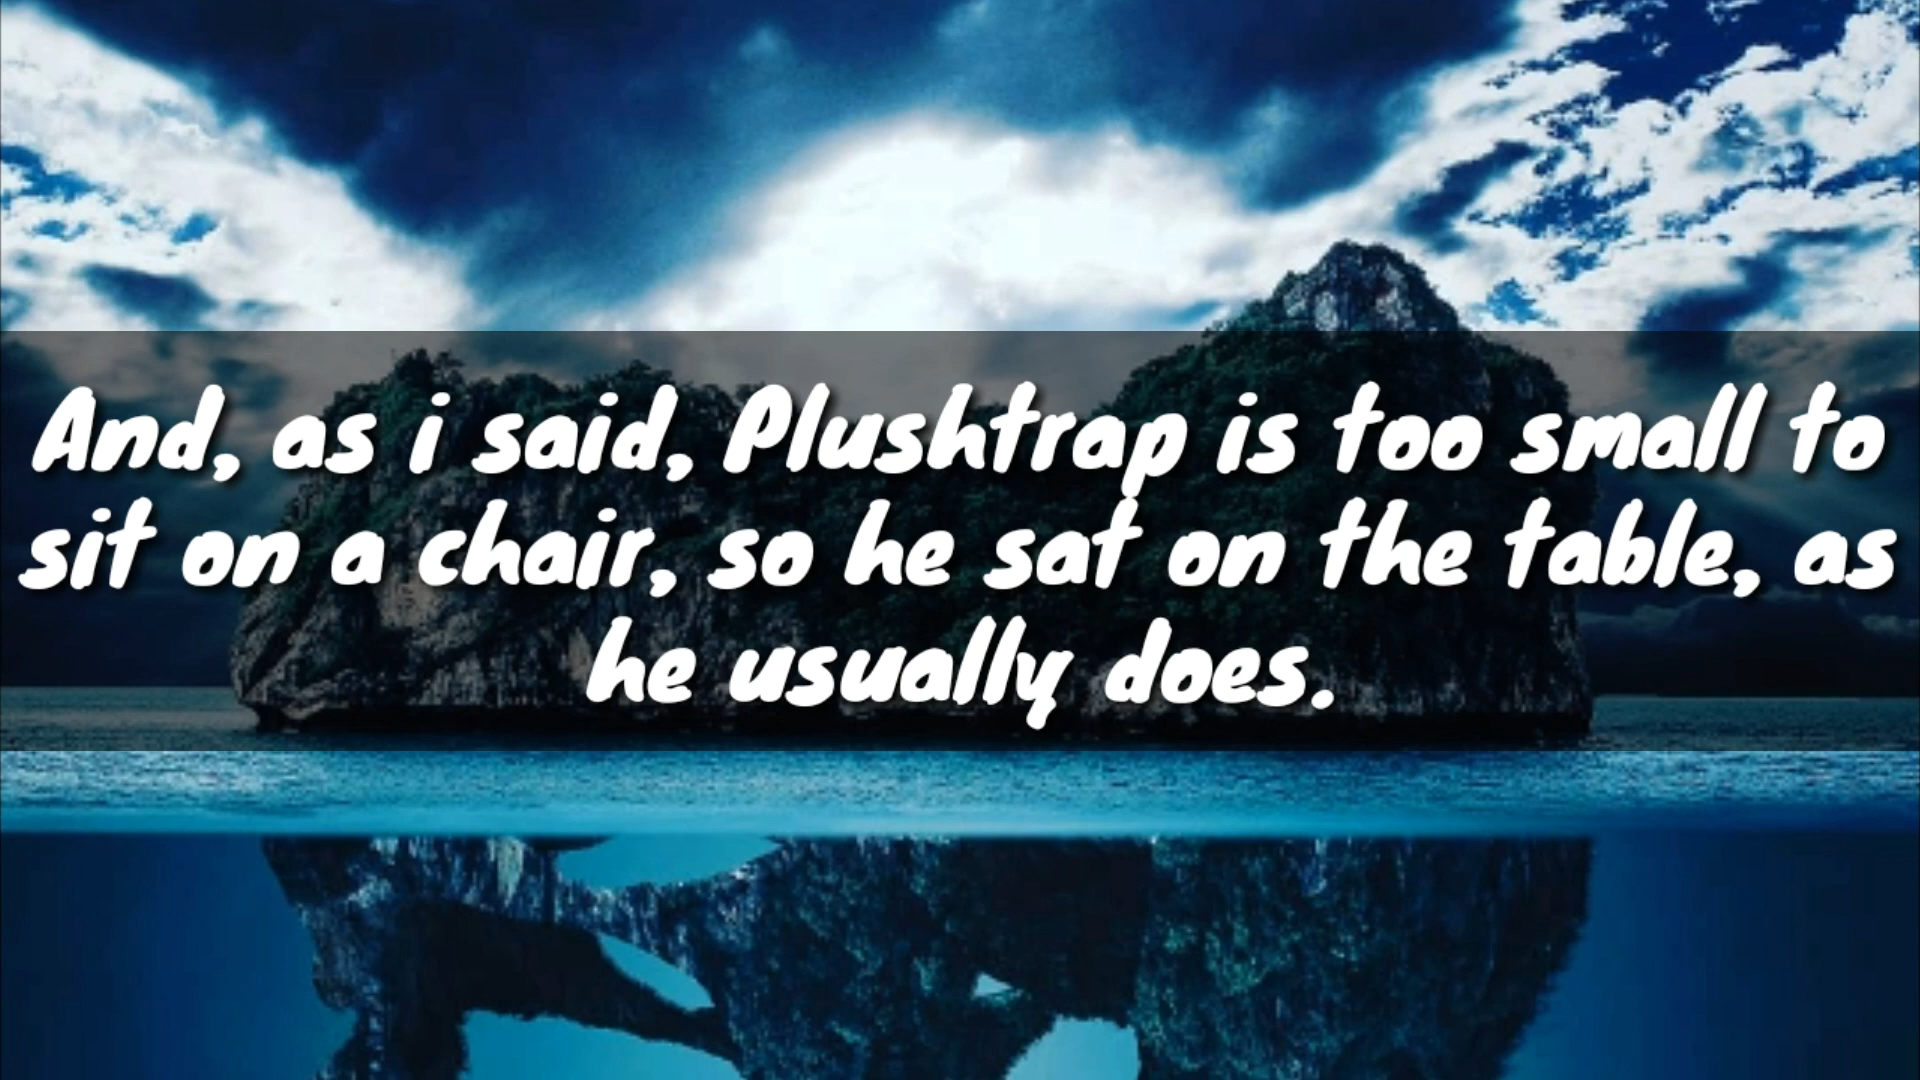 And, as i said, Plushtrap is too small to
sit on a chair, so he sat on the table, as
he usually does.